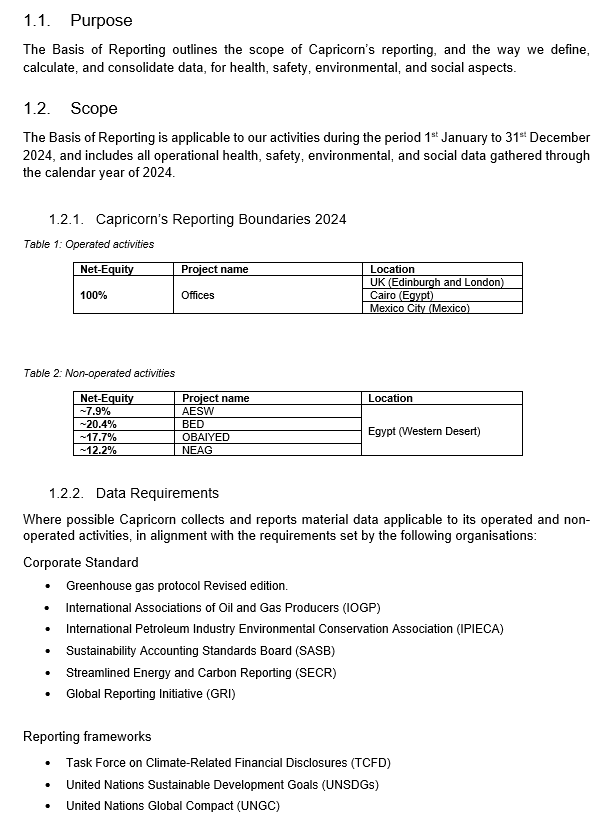 1.1. Purpose
The Basis of Reporting outlines the scope of Capricorn's reporting, and the way we define,
calculate, and consolidate data, for health, safety, environmental, and social aspects.
1.2. Scope
The Basis of Reporting is applicable to our activities during the period 1st January to 31st December
2024, and includes all operational health, safety, environmental, and social data gathered through
the calendar year of 2024.
1.2.1. Capricorn's Reporting Boundaries 2024
Table 1: Operated activities
Net-Equity Project name Location
UK (Edinburgh and London)
100% Offices Cairo (Egypt)
Mexico City (Mexico)
Table 2: Non-operated activities
Net-Equity Project name Location
~7.9% AESW
~20.4% BED
Egypt (Western Desert)
~17.7% OBAIYED
~12.2% NEAG
1.2.2. Data Requirements
Where possible Capricorn collects and reports material data applicable to its operated and non-
operated activities, in alignment with the requirements set by the following organisations:
Corporate Standard
• Greenhouse gas protocol Revised edition.
• International Associations of Oil and Gas Producers (IOGP)
• International Petroleum Industry Environmental Conservation Association (IPIECA)
• Sustainability Accounting Standards Board (SASB)
• Streamlined Energy and Carbon Reporting (SECR)
• Global Reporting Initiative (GRI)
Reporting frameworks
• Task Force on Climate-Related Financial Disclosures (TCFD)
• United Nations Sustainable Development Goals (UNSDGs)
• United Nations Global Compact (UNGC)